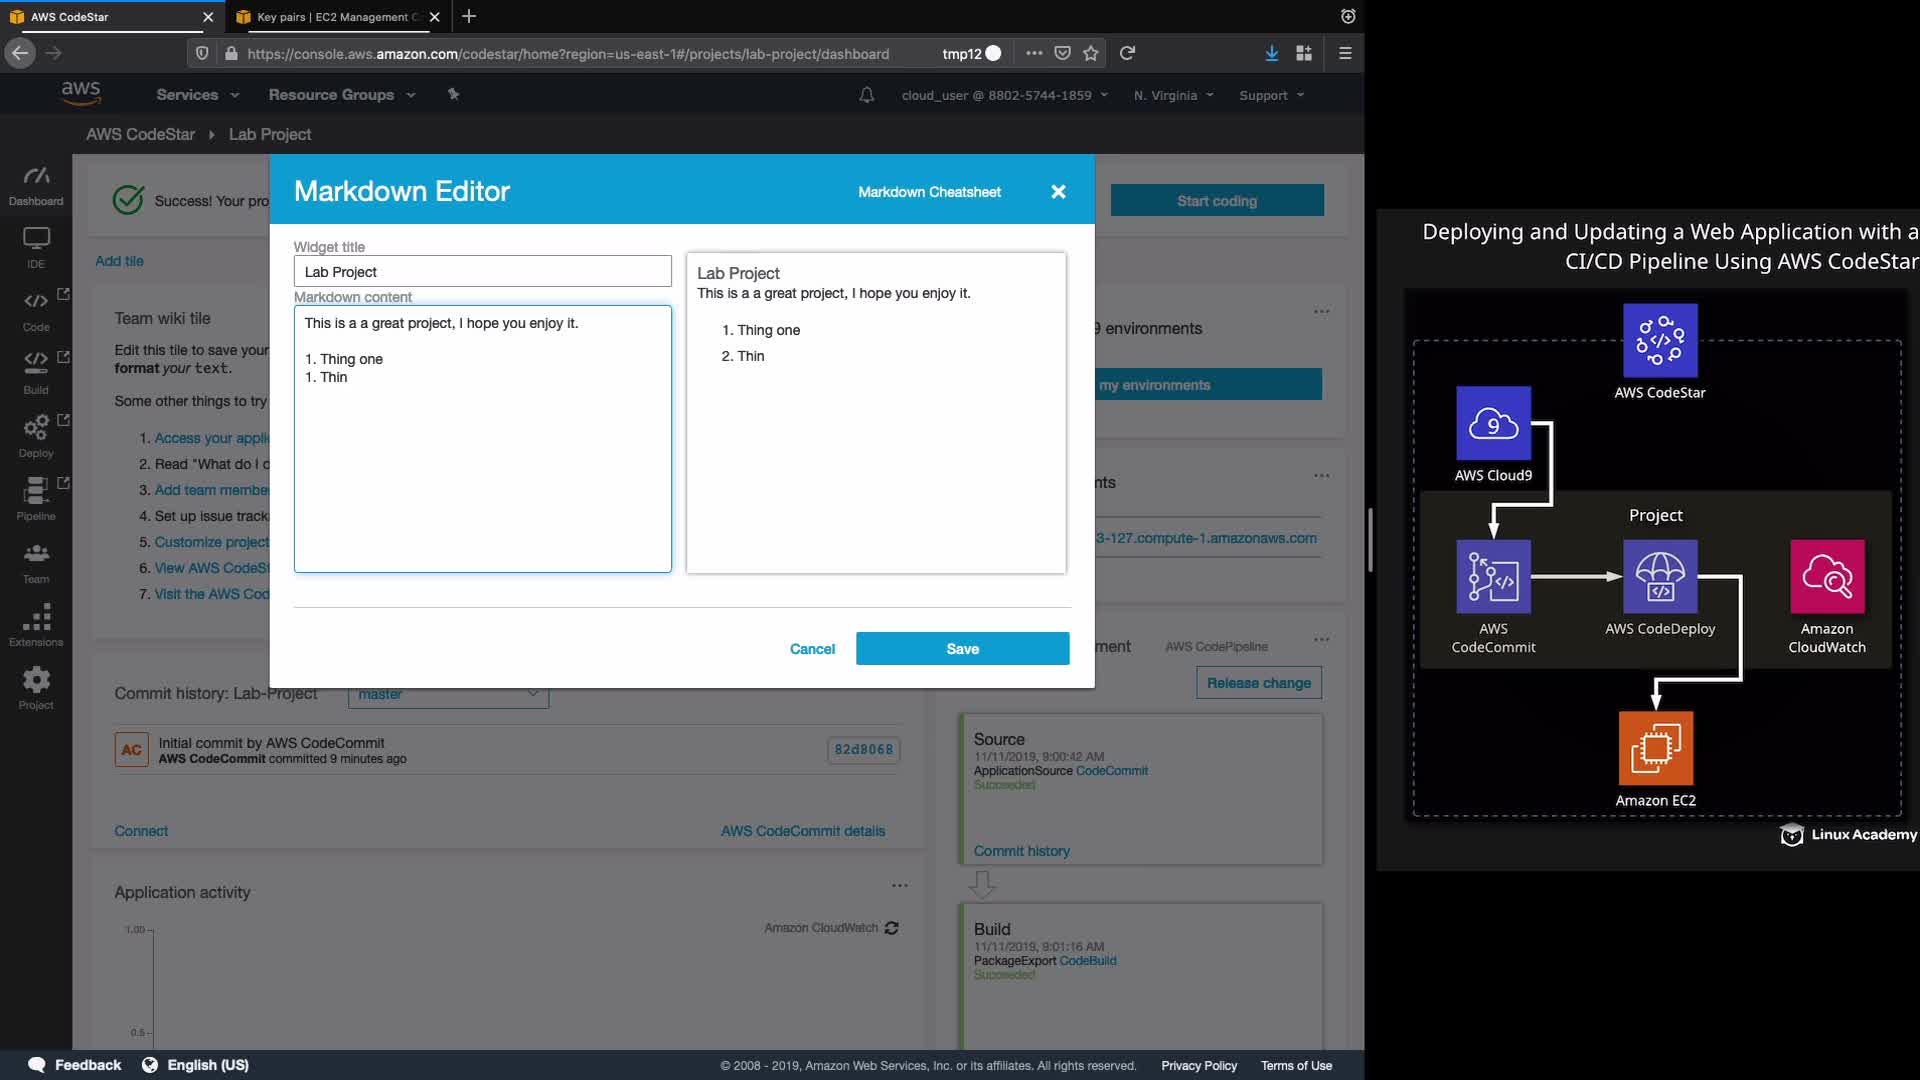 AWS CodeStar
Key pairs | EC2 Management C
https://console.aws.amazon.com/codestar/home?region=us-east-1#/projects/lab-project/dashboard
tmp12
aws
Services
Resource Groups
cloud_user @ 8802-5744-1859
N. Virginia
Support
AWS CodeStar
Lab Project
Dashboard
IDE
Code
Build
Deploy
Pipeline
Team
Extensions
Project
Success! Your pro
Start coding
Add tile
Team wiki tile
Edit this tile to save your
format your text.
Some other things to try
1. Access your appli
2. Read "What do I d
3. Add team membe
4. Set up issue track
5. Customize project
6. View AWS CodeSt
7. Visit the AWS Cod
Markdown Editor
Markdown Cheatsheet
Widget title
Lab Project
Markdown content
This is a a great project, I hope you enjoy it.
1. Thing one
1. Thin
Lab Project
This is a a great project, I hope you enjoy it.
1. Thing one
2. Thin
Cancel
Save
9 environments
my environments
nts
3-127.compute-1.amazonaws.com
ment
AWS CodePipeline
Release change
Commit history: Lab-Project
master
AC
Initial commit by AWS CodeCommit
AWS CodeCommit committed 9 minutes ago
82d8068
Connect
AWS CodeCommit details
Application activity
Amazon CloudWatch
1.00
0.5
Source
11/11/2019, 9:00:42 AM
ApplicationSource CodeCommit
Succeeded
Commit history
Build
11/11/2019, 9:01:16 AM
PackageExport CodeBuild
Succeeded
Feedback
English (US)
© 2008 - 2019, Amazon Web Services, Inc. or its affiliates. All rights reserved.
Privacy Policy
Terms of Use
Deploying and Updating a Web Application with a
CI/CD Pipeline Using AWS CodeStar
AWS CodeStar
9
AWS Cloud9
Project
AWS
CodeCommit
AWS CodeDeploy
Amazon
CloudWatch
Amazon EC2
Linux Academy